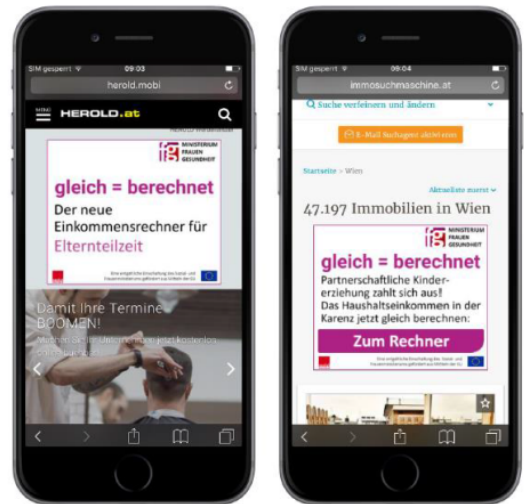 SIM gesperrt 09:03
herold.mobi
MENÜ HEROLD.at
MINISTERIUM
FRAUEN
GESUNDHEIT
gleich = berechnet
Der neue
Einkommensrechner für
Elternteilzeit
Damit Ihre Termine
BOOMEN!
SIM gesperrt 09:04
immosuchmaschine.at
Suche verfeinern und ändern
E-Mail Suchagent aktivieren
Startseite > Wien
Aktuellste zuerst
47.197 Immobilien in Wien
MINISTERIUM
FRAUEN
GESUNDHEIT
gleich = berechnet
Partnerschaftliche Kinder-
erziehung zahlt sich aus!
Das Haushaltseinkommen in der
Karenz jetzt gleich berechnen:
Zum Rechner